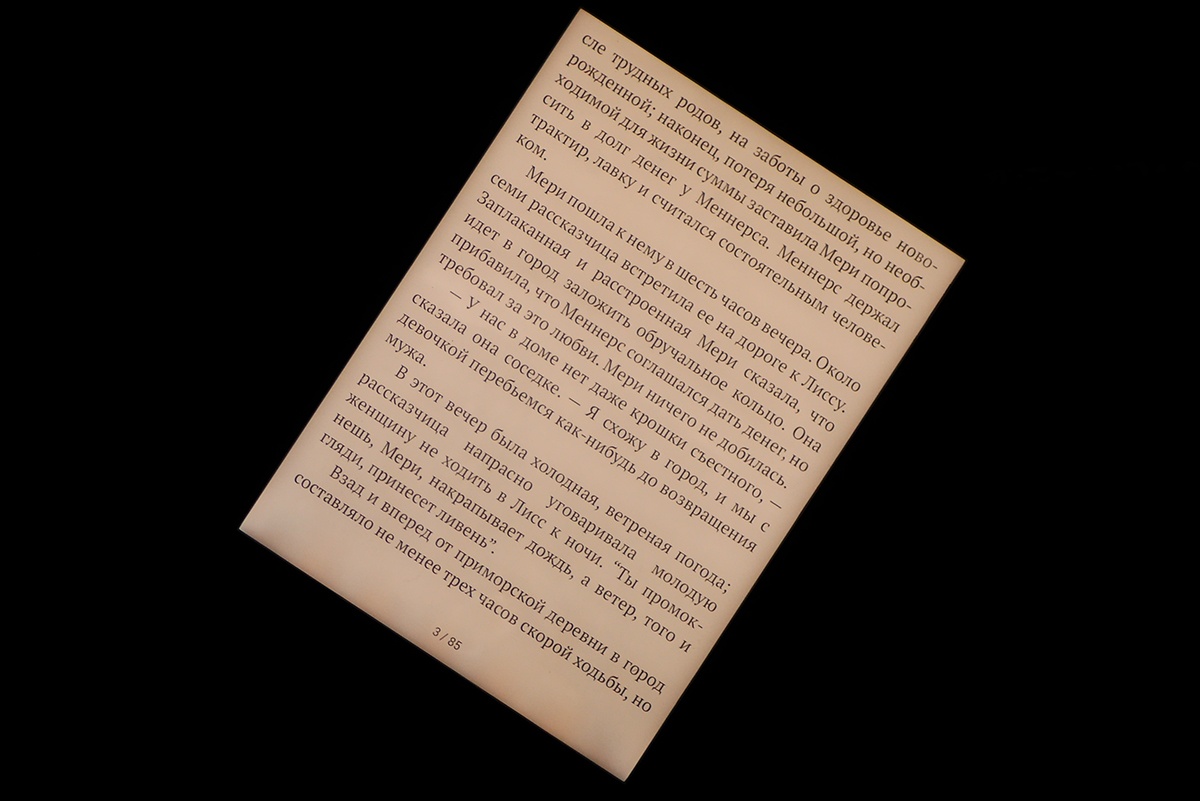 сле трудных родов, на заботы о здоровье ново-
рожденной; наконец, потеря небольшой, но необ-
ходимой для жизни суммы заставила Мери попро-
сить в долг денег у Меннерса. Меннерс держал
трактир, лавку и считался состоятельным челове-
ком.
Мери пошла к нему в шесть часов вечера. Около
семи рассказчица встретила ее на дороге к Лиссу.
Заплаканная и расстроенная Мери сказала, что
идет в город заложить обручальное кольцо. Она
прибавила, что Меннерс соглашался дать денег, но
требовал за это любви. Мери ничего не добилась.
— У нас в доме нет даже крошки съестного, —
сказала она соседке. — Я схожу в город, и мы с
девочкой перебьемся как-нибудь до возвращения
мужа.
В этот вечер была холодная, ветреная погода;
рассказчица напрасно уговаривала молодую
женщину не ходить в Лисс к ночи. “Ты промок-
нешь, Мери, накрапывает дождь, а ветер, того и
гляди, принесет ливень”.
Взад и вперед от приморской деревни в город
составляло не менее трех часов скорой ходьбы, но
3 / 85